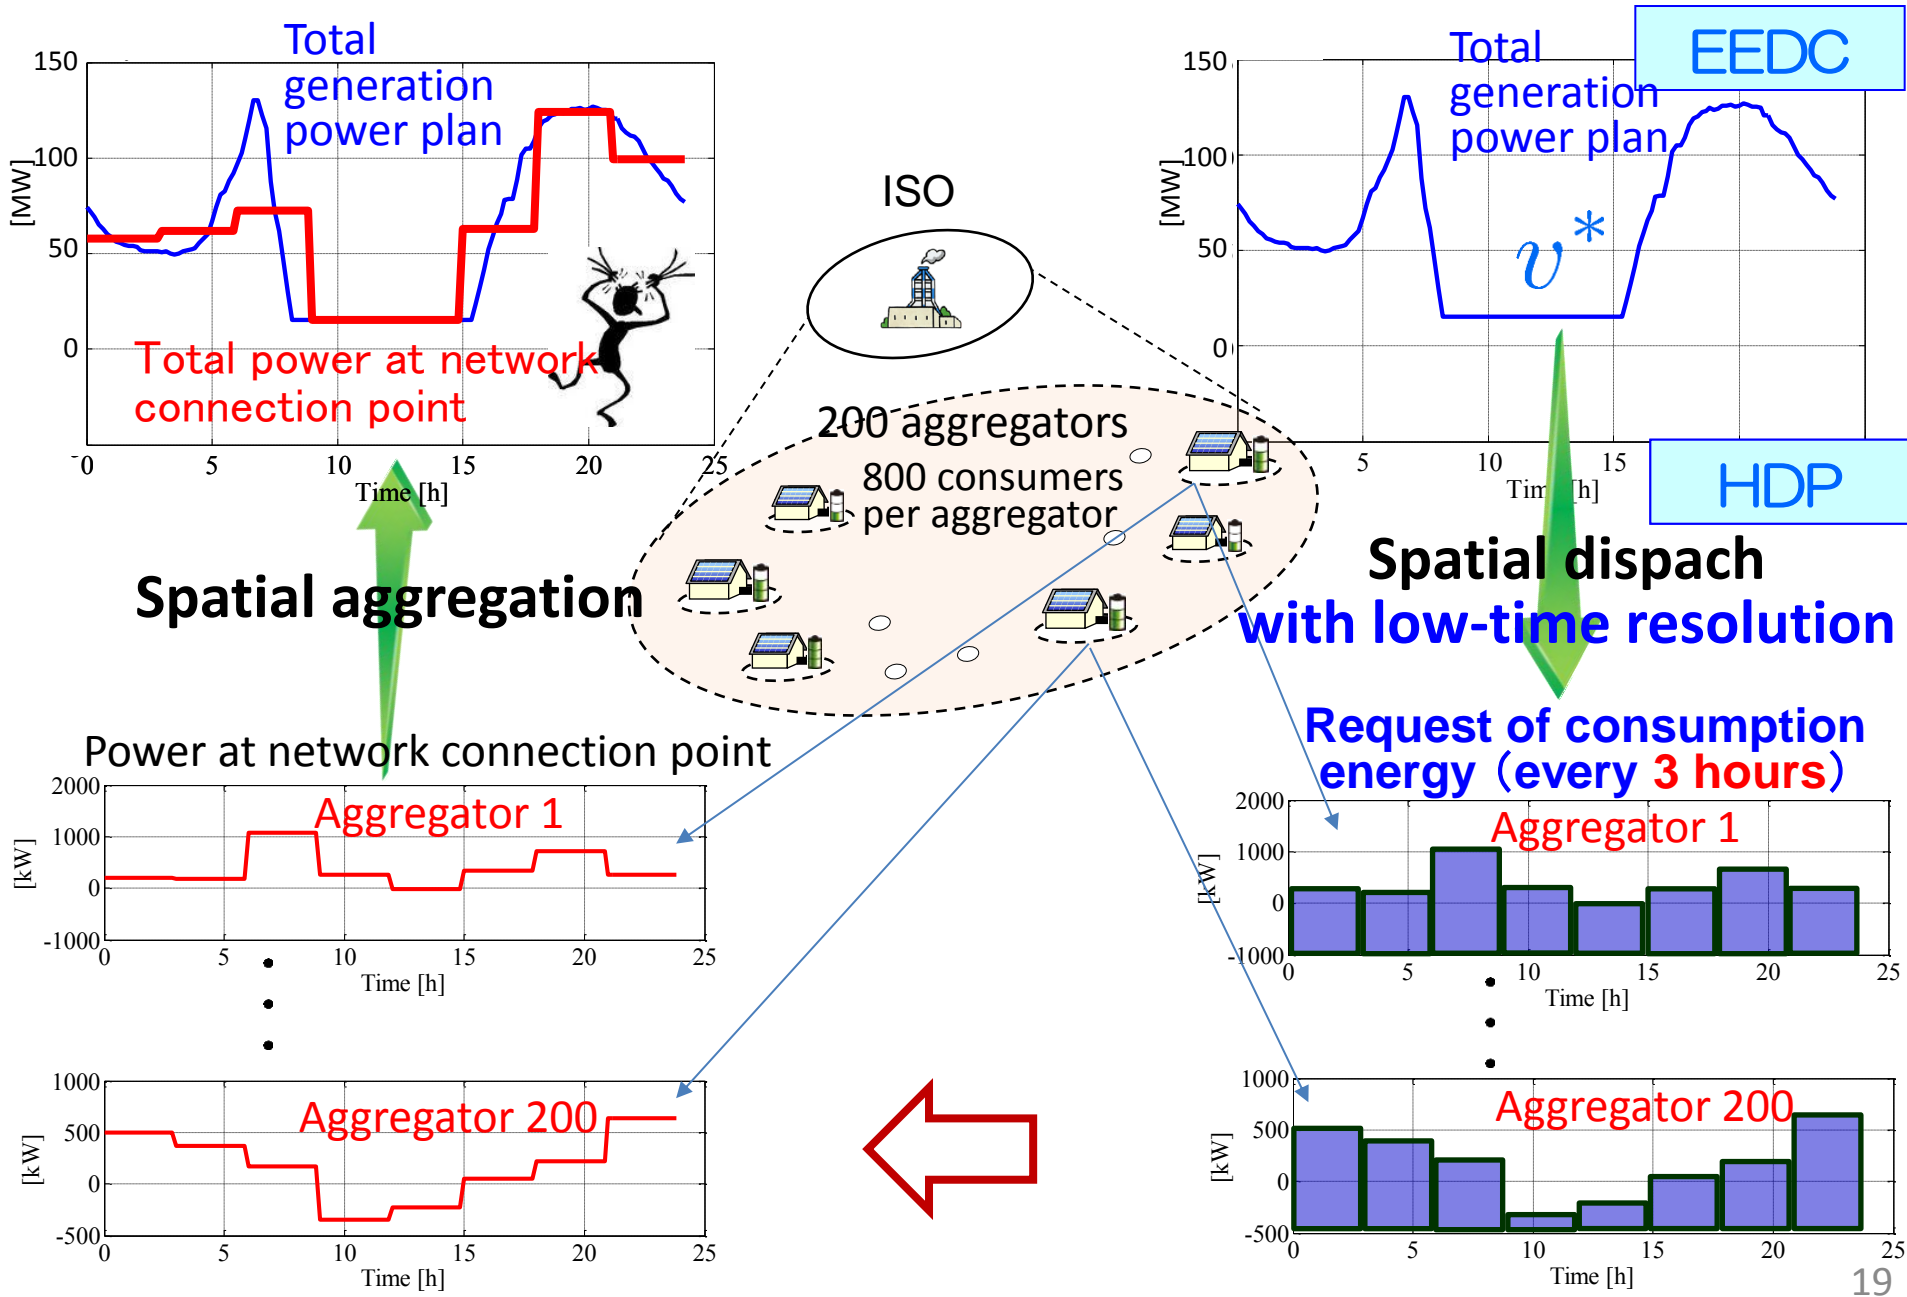 Total
generation
power plan
150
100
50
0
[MW]
0
5
10
15
20
25
Time [h]
Total power at network
connection point
EEDC
Total
generation
power plan
150
100
50
0
[MW]
v*
5
10
15
Time [h]
HDP
ISO
200 aggregators
800 consumers
per aggregator
Spatial aggregation
Spatial dispach
with low-time resolution
Power at network connection point
2000
1000
0
-1000
[kW]
Aggregator 1
0
5
10
15
20
25
Time [h]
Request of consumption
energy (every 3 hours)
2000
1000
0
-1000
[kW]
Aggregator 1
0
5
10
15
20
25
Time [h]
1000
500
0
-500
[kW]
Aggregator 200
0
5
10
15
20
25
Time [h]
1000
500
0
-500
[kW]
Aggregator 200
0
5
10
15
20
25
Time [h]
19